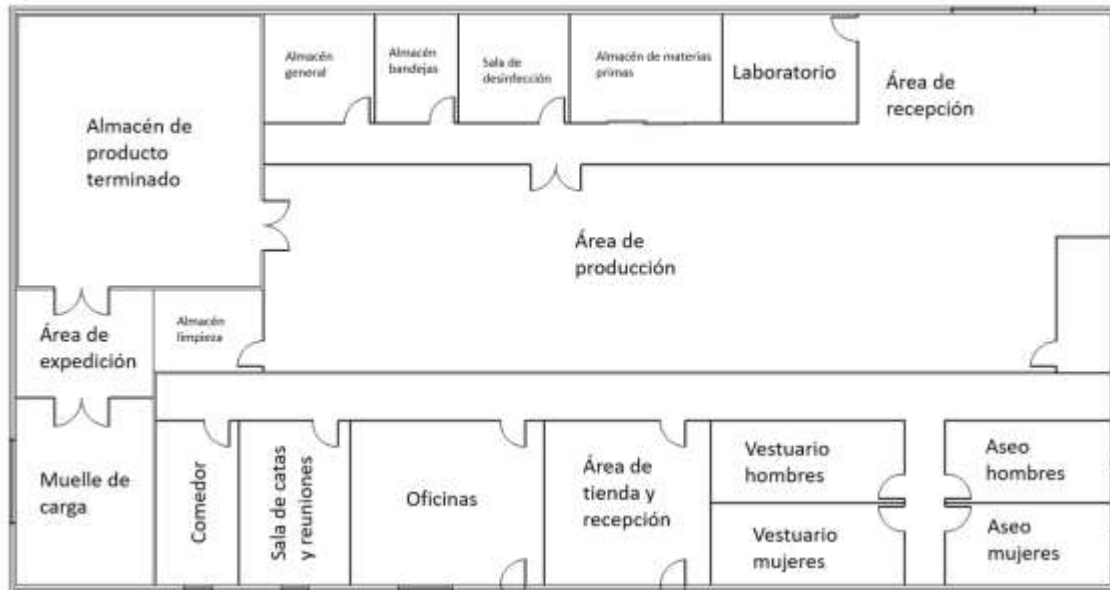 Almacén
general
Almacén
bandejas
Sala de
desinfección
Almacén de materias
primas
Laboratorio
Área de
recepción
Almacén de
producto
terminado
Área de
producción
Área de
expedición
Almacén
limpieza
Muelle de
carga
Comedor
Sala de catas
y reuniones
Oficinas
Área de
tienda y
recepción
Vestuario
hombres
Aseo
hombres
Vestuario
mujeres
Aseo
mujeres